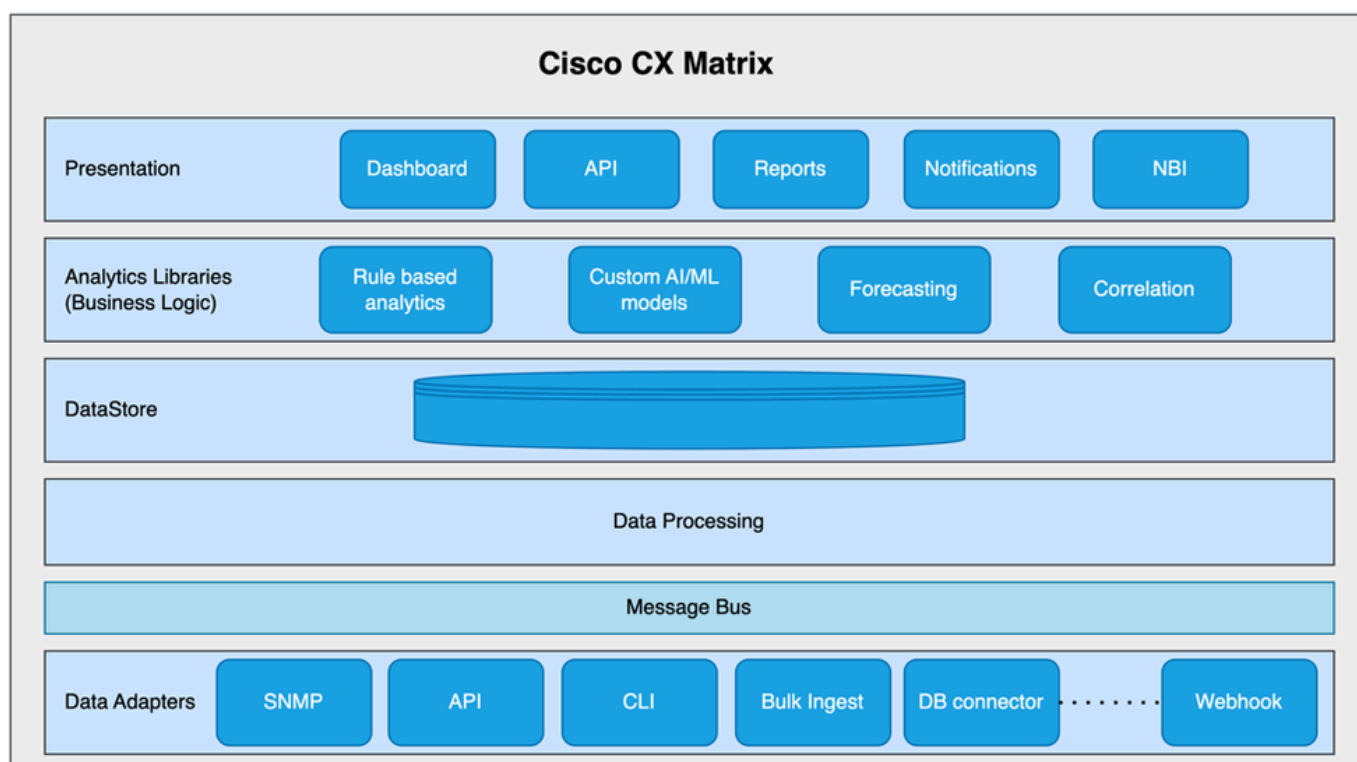 Cisco CX Matrix
Presentation
Dashboard
API
Reports
Notifications
NBI
Analytics Libraries
(Business Logic)
Rule based
analytics
Custom AI/ML
models
Forecasting
Correlation
DataStore
Data Processing
Message Bus
Data Adapters
SNMP
API
CLI
Bulk Ingest
DB connector
Webhook